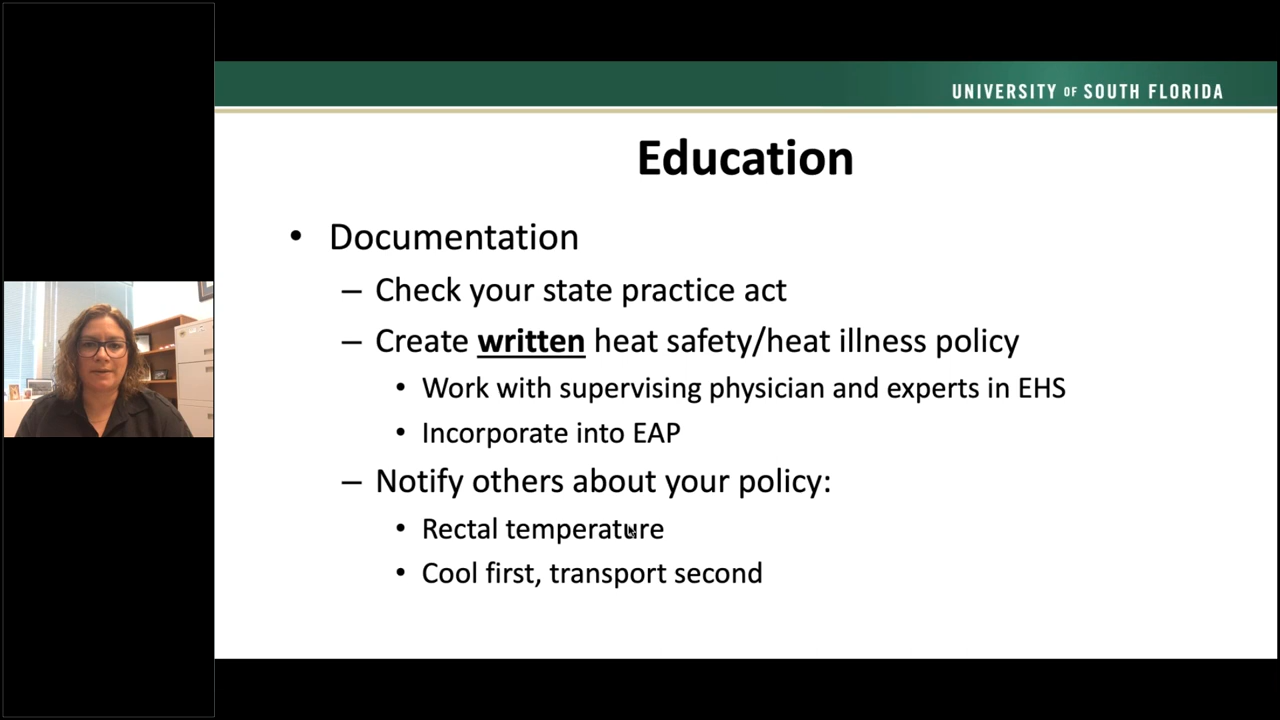 UNIVERSITY OF SOUTH FLORIDA
Education
• Documentation
– Check your state practice act
– Create written heat safety/heat illness policy
• Work with supervising physician and experts in EHS
• Incorporate into EAP
– Notify others about your policy:
• Rectal temperature
• Cool first, transport second